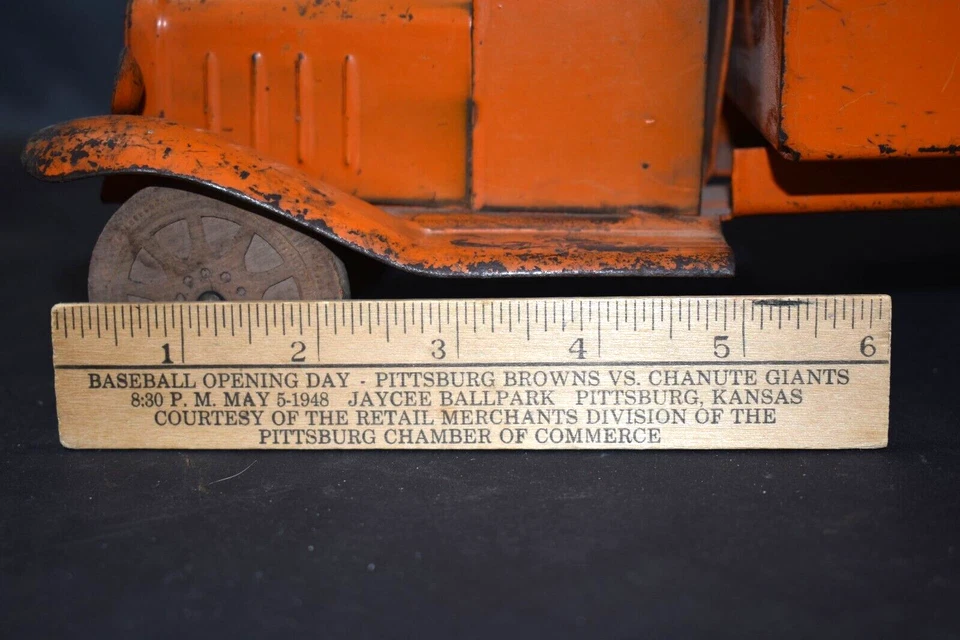 1 2 3 4 5 6
BASEBALL OPENING DAY - PITTSBURG BROWNS VS. CHANUTE GIANTS
8:30 P. M. MAY 5-1948 JAYCEE BALLPARK PITTSBURG, KANSAS
COURTESY OF THE RETAIL MERCHANTS DIVISION OF THE
PITTSBURG CHAMBER OF COMMERCE